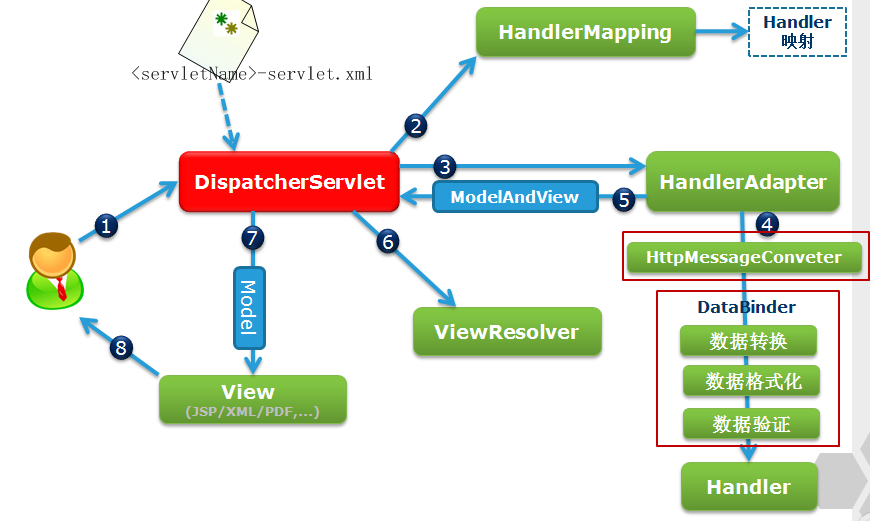 <servletName>-servlet.xml
HandlerMapping
Handler
映射
2
DispatcherServlet
3
HandlerAdapter
ModelAndView
5
4
1
7
6
HttpMessageConveter
Model
DataBinder
ViewResolver
数据转换
8
View
(JSP/XML/PDF,...)
数据格式化
数据验证
Handler